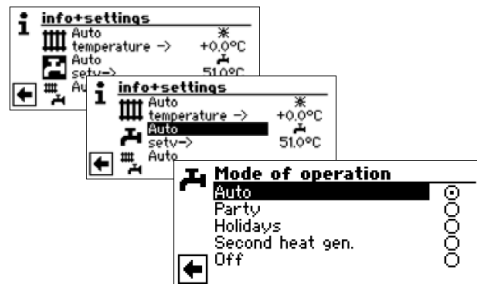 info+settings
Auto
temperature -> +0.0°C
Auto
setv-> 51.0°C
Au
info+settings
Auto
temperature -> +0.0°C
Auto
setv-> 51.0°C
Auto
Mode of operation
Auto
Party
Holidays
Second heat gen.
Off